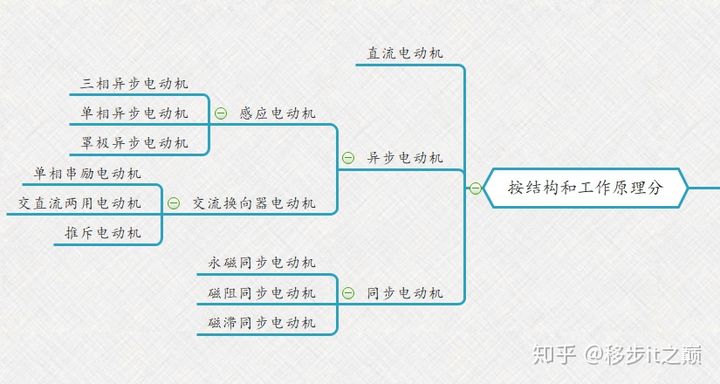 直流电动机
三相异步电动机
单相异步电动机
感应电动机
罩极异步电动机
异步电动机
单相串励电动机
交直流两用电动机
交流换向器电动机
推斥电动机
按结构和工作原理分
永磁同步电动机
磁阻同步电动机
同步电动机
磁滞同步电动机
知乎 @移步it之巅